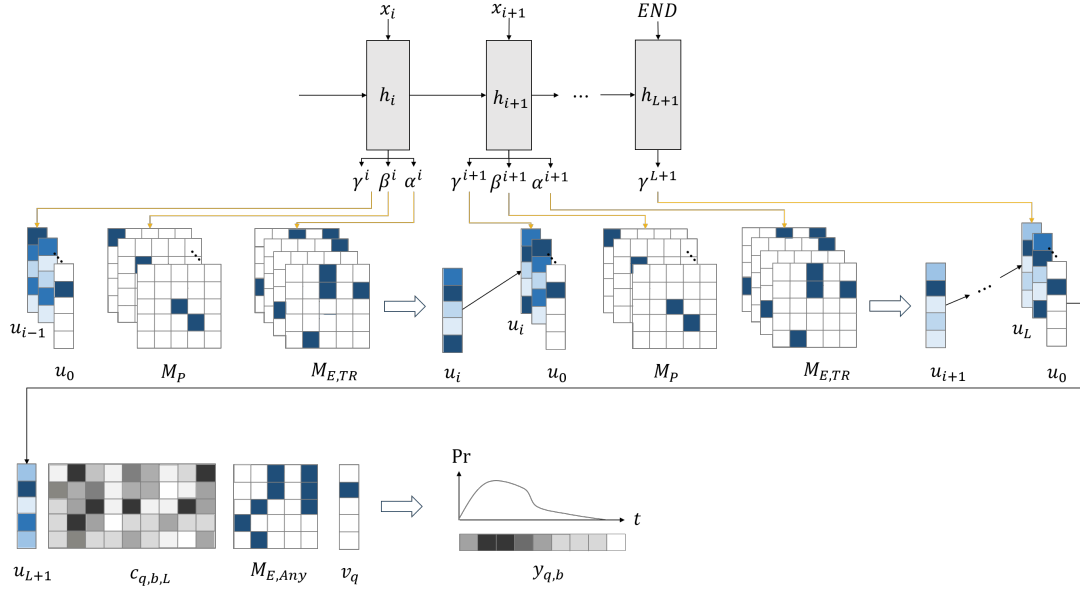 x_i x_{i+1} END
h_i h_{i+1} ... h_{L+1}
γ^i β^i α^i γ^{i+1} β^{i+1} α^{i+1} γ^{L+1}
u_{i-1} u_i u_L
u_0 M_P M_{E,TR} u_i u_0 M_P M_{E,TR} u_{i+1} u_0
Pr
t
u_{L+1} c_{q,b,L} M_{E,Any} v_q y_{q,b}